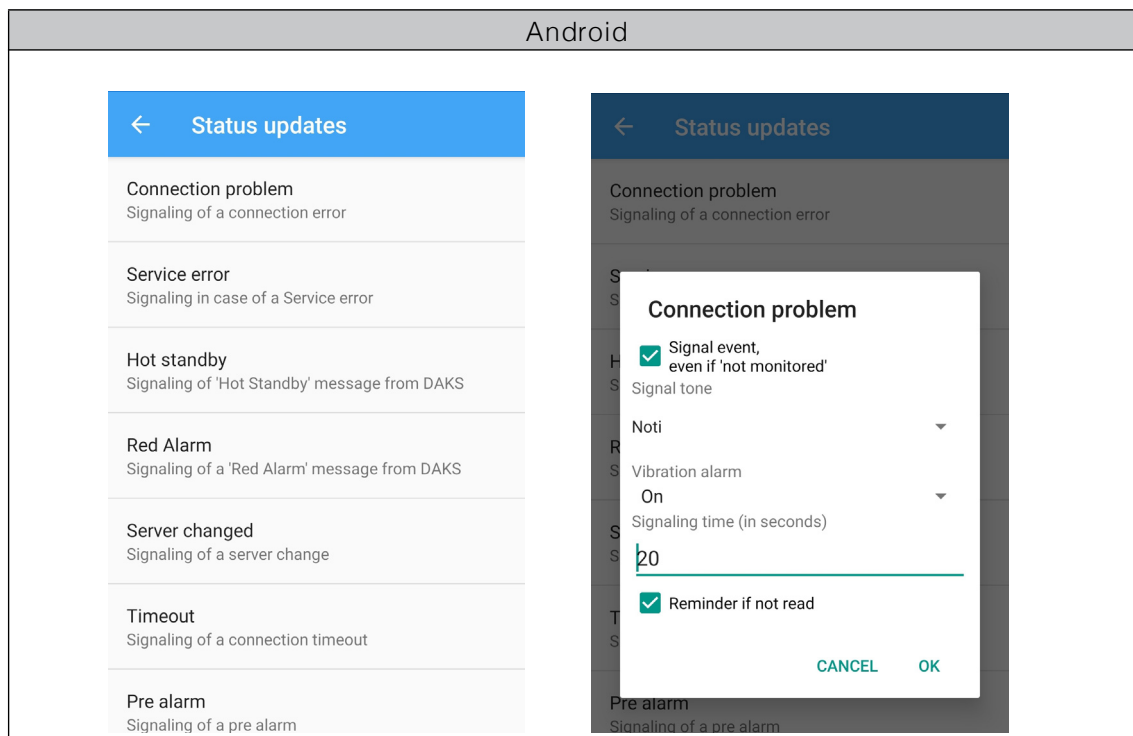 Android
Status updates
Connection problem
Signaling of a connection error
Service error
Signaling in case of a Service error
Hot standby
Signaling of 'Hot Standby' message from DAKS
Red Alarm
Signaling of a 'Red Alarm' message from DAKS
Server changed
Signaling of a server change
Timeout
Signaling of a connection timeout
Pre alarm
Signaling of a pre alarm
Status updates
Connection problem
Signaling of a connection error
S
S
H
S
R
S
S
S
T
S
Connection problem
Signal event,
even if 'not monitored'
Signal tone
Noti
Vibration alarm
On
Signaling time (in seconds)
20
Reminder if not read
CANCEL OK
Pre alarm
Signaling of a pre alarm